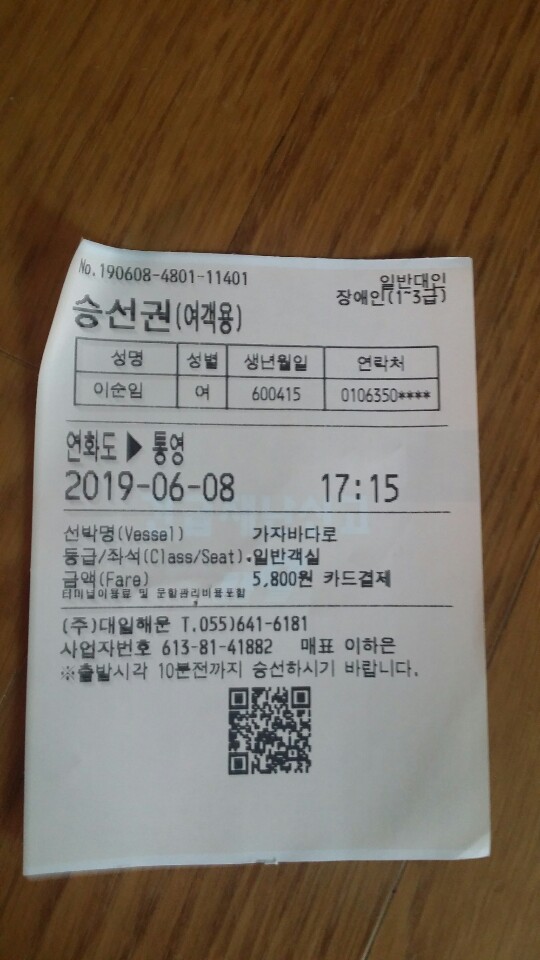 No.190608-4801-11401
일반대인
장애인(1~3급)
승선권(여객용)
성명 성별 생년월일 연락처
이순임 여 600415 0106350****
연화도 ▶ 통영
2019-06-08 17:15
선박명(Vessel) 가자바다로
등급/좌석(Class/Seat). 일반객실
금액(Fare) 5,800원 카드결제
터미널이용료 및 문화관리비용포함
(주)대일해운 T.055)641-6181
사업자번호 613-81-41882 매표 이하은
※출발시각 10분전까지 승선하시기 바랍니다.